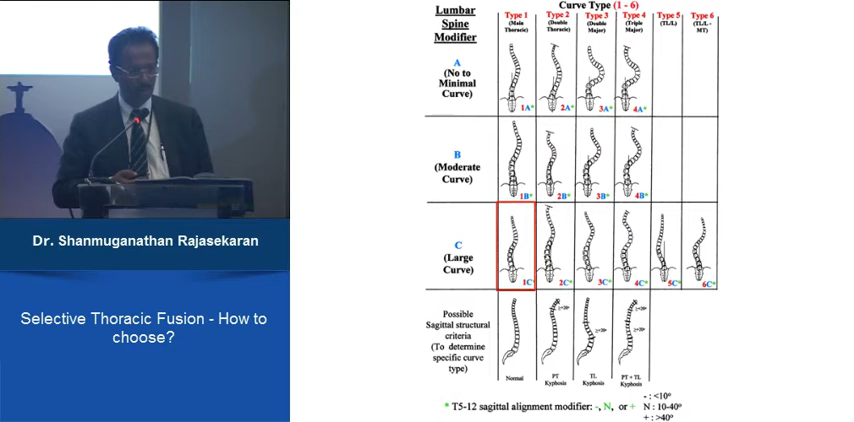 Dr. Shanmuganathan Rajasekaran
Selective Thoracic Fusion - How to
choose?
Curve Type (1 - 6)
Lumbar
Spine
Modifier
Type 1
(Main
Thoracic)
Type 2
(Double
Thoracic)
Type 3
(Double
Major)
Type 4
(Triple
Major)
Type 5
(TL/L)
Type 6
(TL/L -
MT)
A
(No to
Minimal
Curve)
1A*
2A*
3A*
4A*
B
(Moderate
Curve)
1B*
2B*
3B*
4B*
C
(Large
Curve)
1C*
2C*
3C*
4C*
5C*
6C*
Possible
Sagittal structural
criteria
(To determine
specific curve
type)
Normal
PT
Kyphosis
TL
Kyphosis
PT + TL
Kyphosis
* T5-12 sagittal alignment modifier: -, N, or +
- : <10°
N : 10-40°
+ : >40°